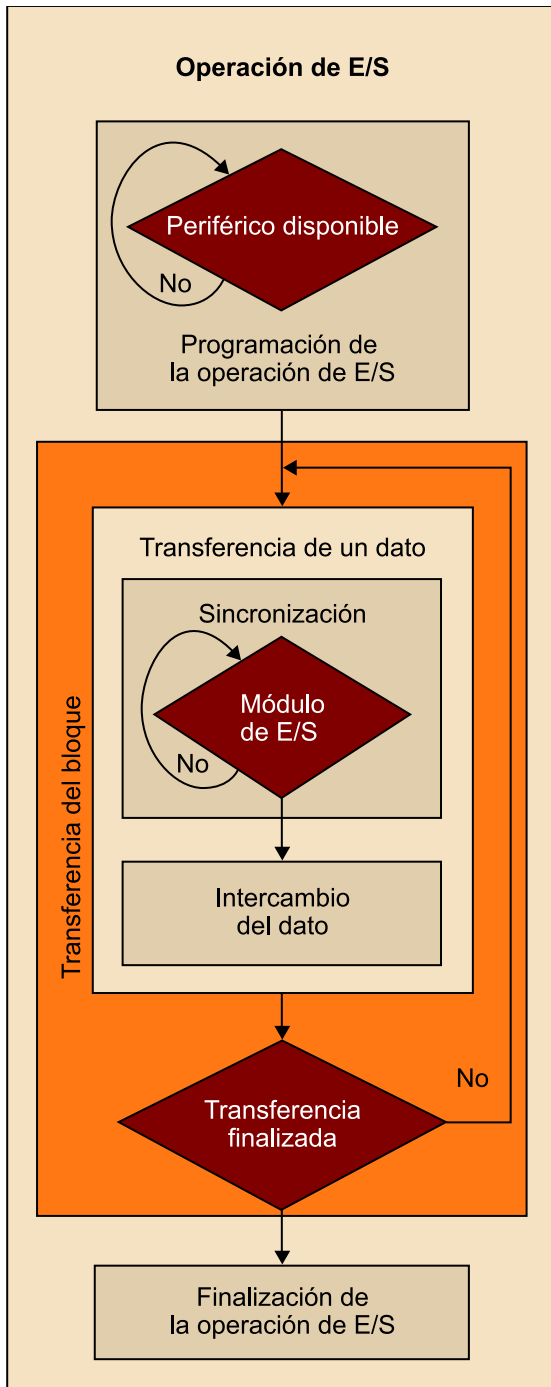 Operación de E/S
Periférico disponible
No
Programación de
la operación de E/S
Transferencia del bloque
Transferencia de un dato
Sincronización
Módulo
de E/S
No
Intercambio
del dato
Transferencia
finalizada
No
Finalización de
la operación de E/S